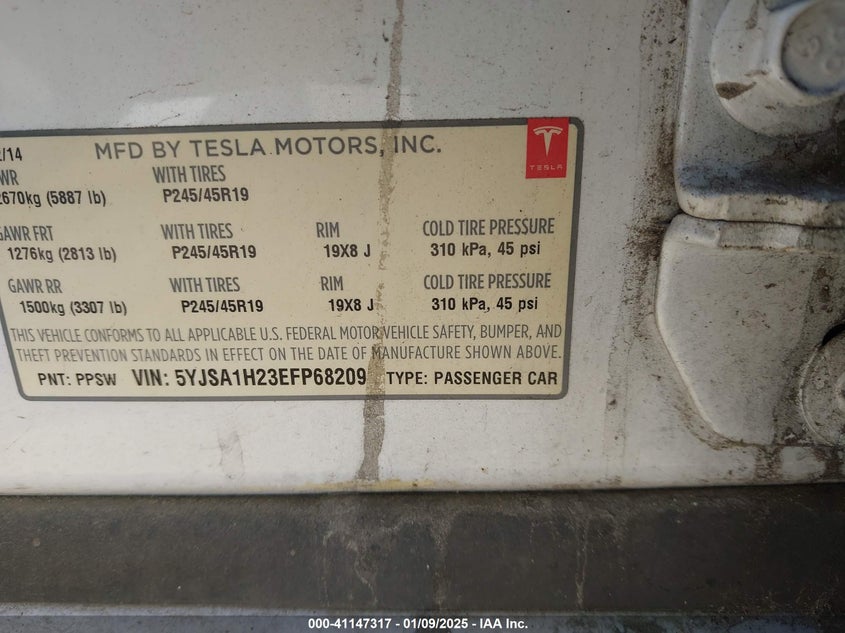 /14 MFD BY TESLA MOTORS, INC.
TESLA
WR WITH TIRES
2670kg (5887 lb) P245/45R19
GAWR FRT WITH TIRES RIM COLD TIRE PRESSURE
1276kg (2813 lb) P245/45R19 19X8 J 310 kPa, 45 psi
GAWR RR WITH TIRES RIM COLD TIRE PRESSURE
1500kg (3307 lb) P245/45R19 19X8 J 310 kPa, 45 psi
THIS VEHICLE CONFORMS TO ALL APPLICABLE U.S. FEDERAL MOTOR VEHICLE SAFETY, BUMPER, AND
THEFT PREVENTION STANDARDS IN EFFECT ON THE DATE OF MANUFACTURE SHOWN ABOVE.
PNT: PPSW VIN: 5YJSA1H23EFP68209 TYPE: PASSENGER CAR
000-41147317 - 01/09/2025 - IAA Inc.